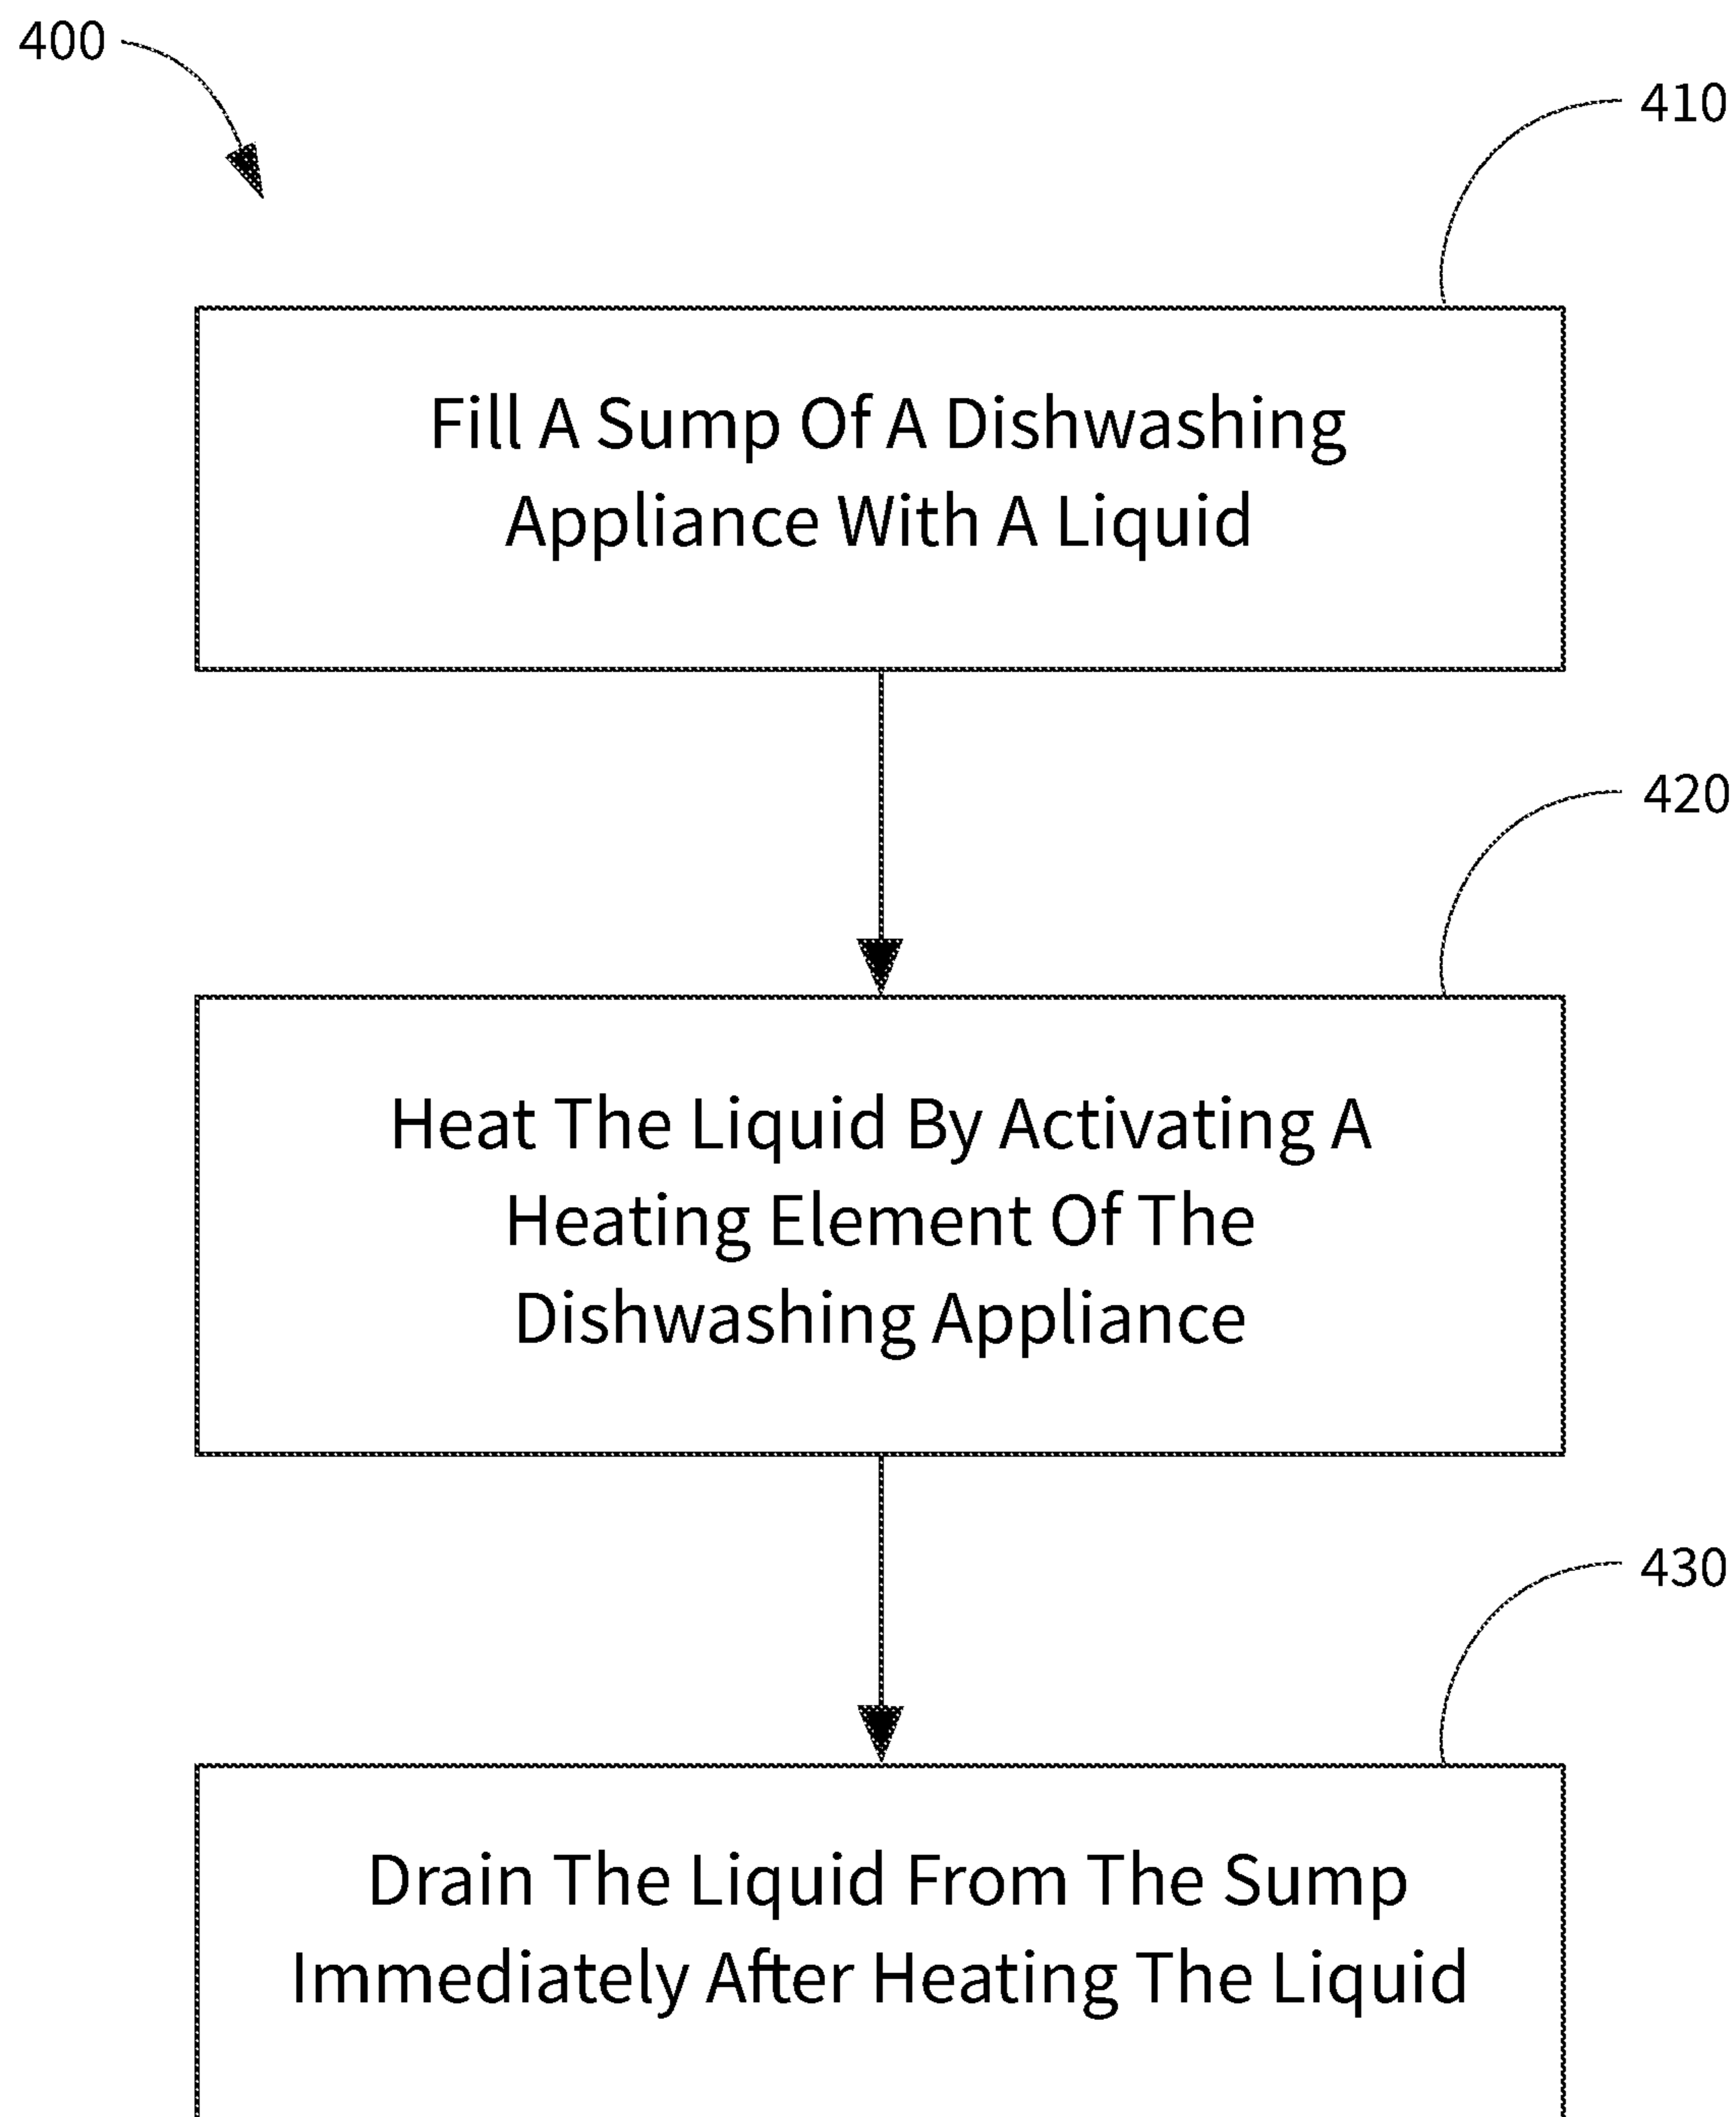 400
410
Fill A Sump Of A Dishwashing
Appliance With A Liquid
420
Heat The Liquid By Activating A
Heating Element Of The
Dishwashing Appliance
430
Drain The Liquid From The Sump
Immediately After Heating The Liquid